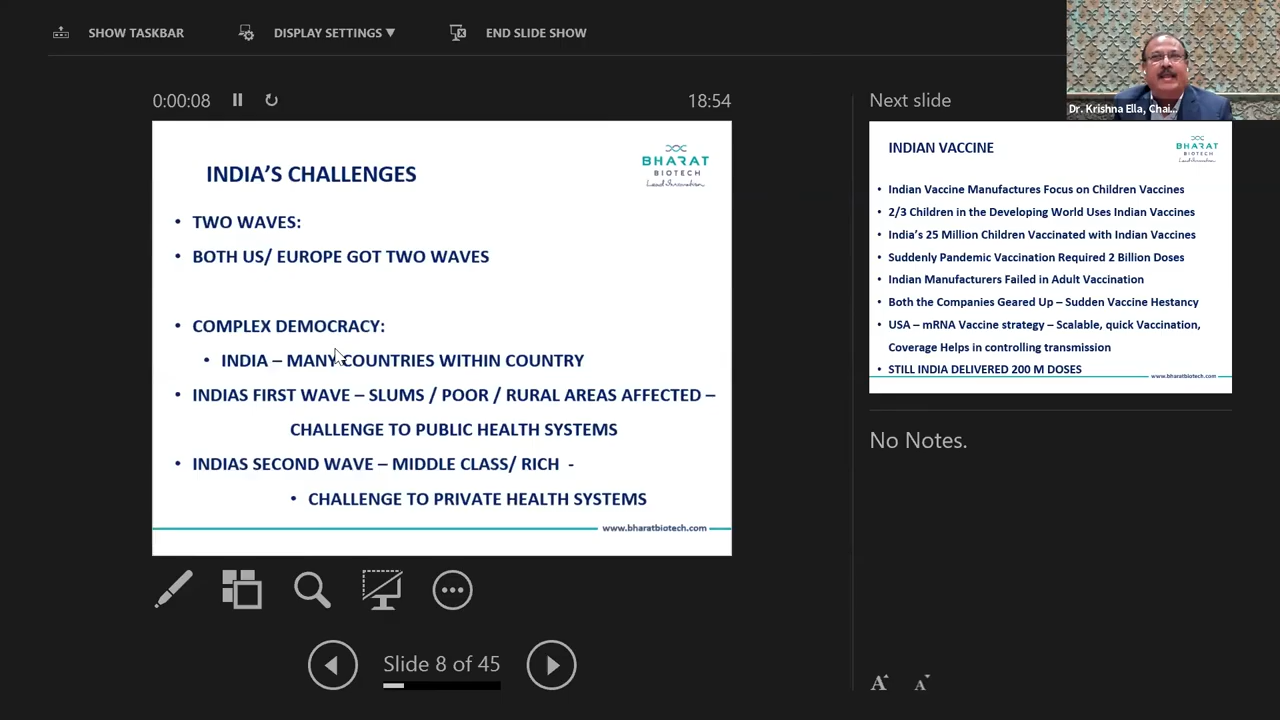 SHOW TASKBAR
DISPLAY SETTINGS ▼
END SLIDE SHOW
Dr. Krishna Ella, Chai...
0:00:08
18:54
INDIA'S CHALLENGES
BHARAT
BIOTECH
Lead Innovation
• TWO WAVES:
• BOTH US/ EUROPE GOT TWO WAVES
• COMPLEX DEMOCRACY:
• INDIA – MANY COUNTRIES WITHIN COUNTRY
• INDIAS FIRST WAVE – SLUMS / POOR / RURAL AREAS AFFECTED –
CHALLENGE TO PUBLIC HEALTH SYSTEMS
• INDIAS SECOND WAVE – MIDDLE CLASS/ RICH -
• CHALLENGE TO PRIVATE HEALTH SYSTEMS
www.bharatbiotech.com
Slide 8 of 45
Next slide
INDIAN VACCINE
BHARAT
BIOTECH
Lead Innovation
• Indian Vaccine Manufactures Focus on Children Vaccines
• 2/3 Children in the Developing World Uses Indian Vaccines
• India's 25 Million Children Vaccinated with Indian Vaccines
• Suddenly Pandemic Vaccination Required 2 Billion Doses
• Indian Manufacturers Failed in Adult Vaccination
• Both the Companies Geared Up – Sudden Vaccine Hestancy
• USA – mRNA Vaccine strategy – Scalable, quick Vaccination,
Coverage Helps in controlling transmission
• STILL INDIA DELIVERED 200 M DOSES
www.bharatbiotech.com
No Notes.
A A